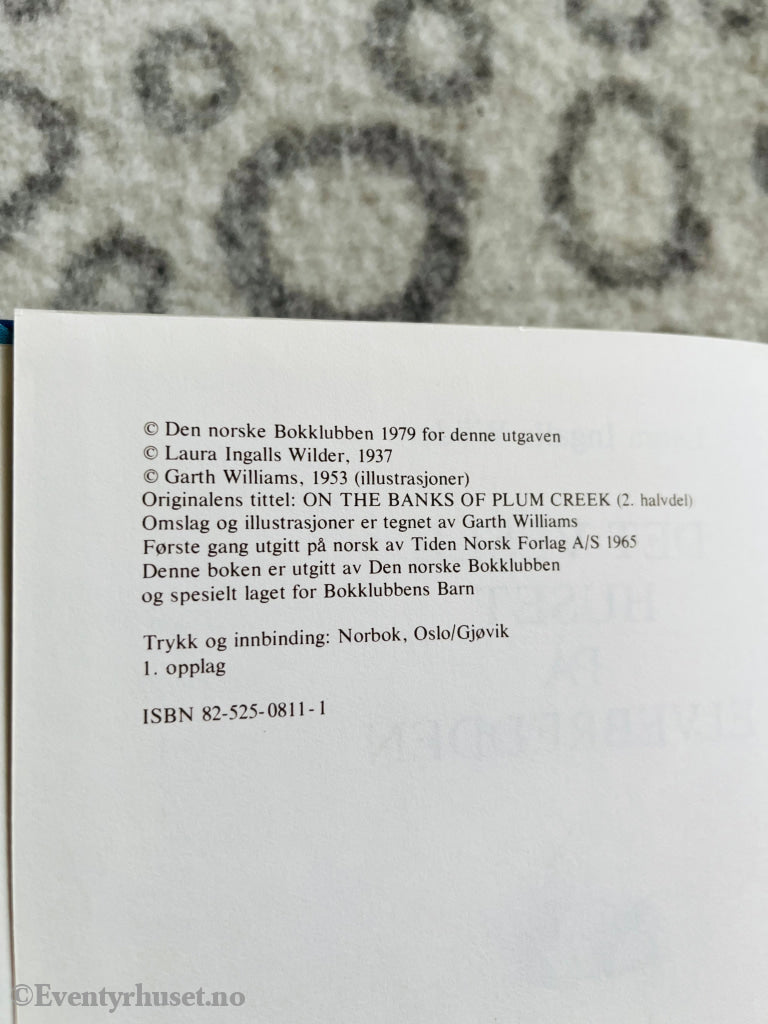 © Den norske Bokklubben 1979 for denne utgaven
© Laura Ingalls Wilder, 1937
© Garth Williams, 1953 (illustrasjoner)
Originalens tittel: ON THE BANKS OF PLUM CREEK (2. halvdel)
Omslag og illustrasjoner er tegnet av Garth Williams
Første gang utgitt på norsk av Tiden Norsk Forlag A/S 1965
Denne boken er utgitt av Den norske Bokklubben
og spesielt laget for Bokklubbens Barn
Trykk og innbinding: Norbok, Oslo/Gjøvik
1. opplag
ISBN 82-525-0811-1
HUSET
PÅ
ELVEBREDDEN
©Eventyrhuset.no